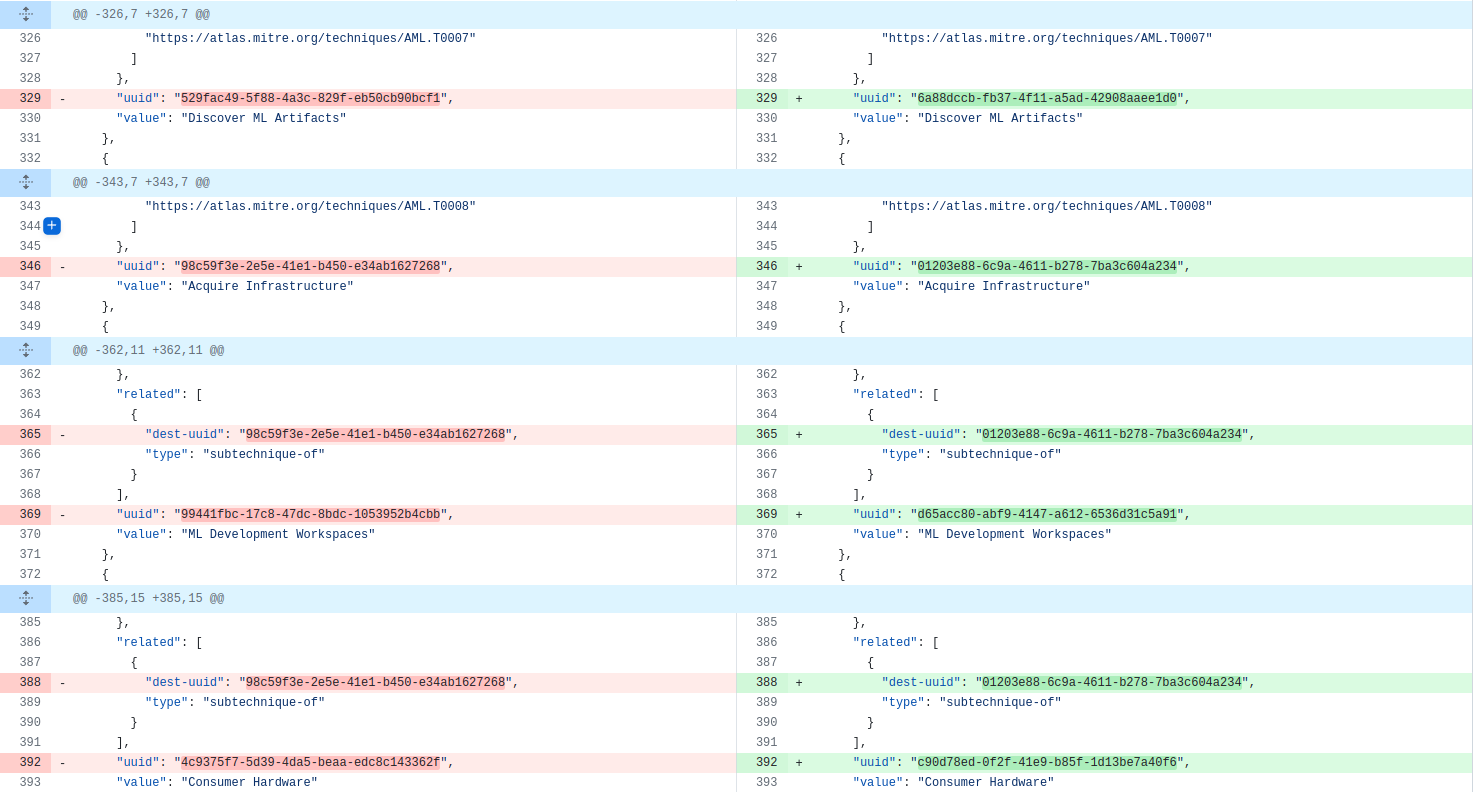 @@ -326,7 +326,7 @@
326 "https://atlas.mitre.org/techniques/AML.T0007" 326 "https://atlas.mitre.org/techniques/AML.T0007"
327 ] 327 ]
328 }, 328 },
329 - "uuid": "529fac49-5f88-4a3c-829f-eb50cb90bcf1", 329 + "uuid": "6a88dccb-fb37-4f11-a5ad-42908aaee1d0",
330 "value": "Discover ML Artifacts" 330 "value": "Discover ML Artifacts"
331 }, 331 },
332 { 332 {
@@ -343,7 +343,7 @@
343 "https://atlas.mitre.org/techniques/AML.T0008" 343 "https://atlas.mitre.org/techniques/AML.T0008"
344 + ] 344 ]
345 }, 345 },
346 - "uuid": "98c59f3e-2e5e-41e1-b450-e34ab1627268", 346 + "uuid": "01203e88-6c9a-4611-b278-7ba3c604a234",
347 "value": "Acquire Infrastructure" 347 "value": "Acquire Infrastructure"
348 }, 348 },
349 { 349 {
@@ -362,11 +362,11 @@
362 }, 362 },
363 "related": [ 363 "related": [
364 { 364 {
365 - "dest-uuid": "98c59f3e-2e5e-41e1-b450-e34ab1627268", 365 + "dest-uuid": "01203e88-6c9a-4611-b278-7ba3c604a234",
366 "type": "subtechnique-of" 366 "type": "subtechnique-of"
367 } 367 }
368 ], 368 ],
369 - "uuid": "99441fbc-17c8-47dc-8bdc-1053952b4cbb", 369 + "uuid": "d65acc80-abf9-4147-a612-6536d31c5a91",
370 "value": "ML Development Workspaces" 370 "value": "ML Development Workspaces"
371 }, 371 },
372 { 372 {
@@ -385,15 +385,15 @@
385 }, 385 },
386 "related": [ 386 "related": [
387 { 387 {
388 - "dest-uuid": "98c59f3e-2e5e-41e1-b450-e34ab1627268", 388 + "dest-uuid": "01203e88-6c9a-4611-b278-7ba3c604a234",
389 "type": "subtechnique-of" 389 "type": "subtechnique-of"
390 } 390 }
391 ], 391 ],
392 - "uuid": "4c9375f7-5d39-4da5-beaa-edc8c143362f", 392 + "uuid": "c90d78ed-0f2f-41e9-b85f-1d13be7a40f6",
393 "value": "Consumer Hardware" 393 "value": "Consumer Hardware"